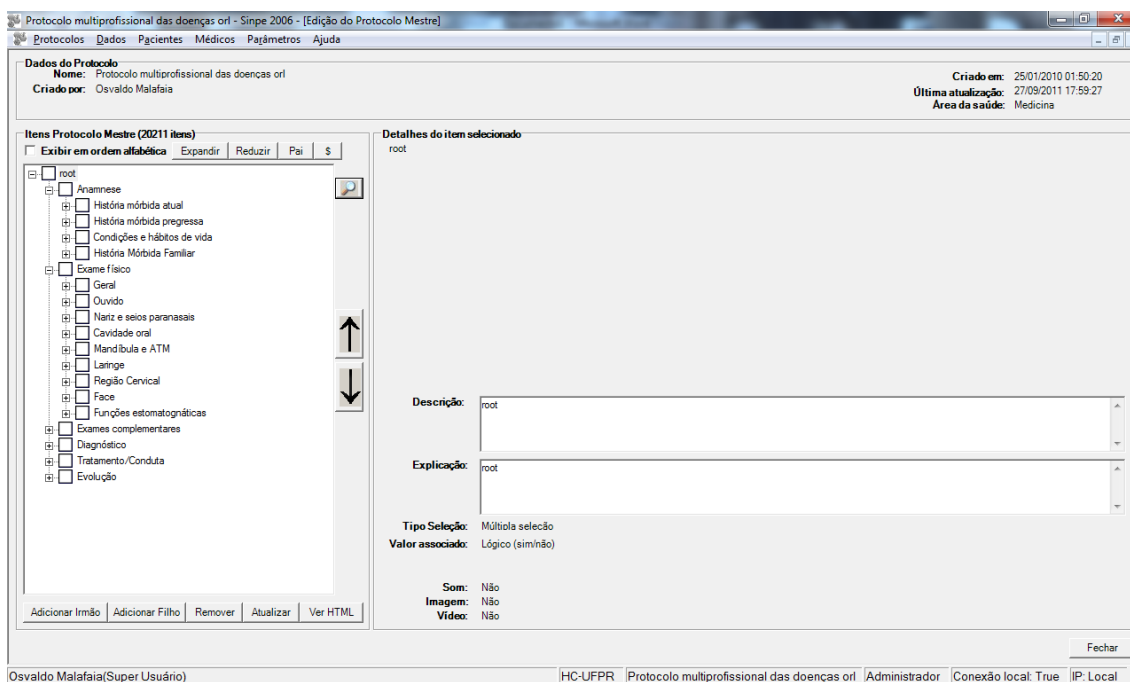 Protocolo multiprofissional das doenças orl - Sinpe 2006 - [Edição do Protocolo Mestre]
Protocolos Dados Pacientes Médicos Parâmetros Ajuda
Dados do Protocolo
Nome: Protocolo multiprofissional das doenças orl
Criado por: Osvaldo Malafaia
Criado em: 25/01/2010 01:50:20
Última atualização: 27/09/2011 17:59:27
Área da saúde: Medicina
Itens Protocolo Mestre (20211 itens)
Exibir em ordem alfabética Expandir Reduzir Pai $
root
Anamnese
História mórbida atual
História mórbida pregressa
Condições e hábitos de vida
História Mórbida Familiar
Exame físico
Geral
Ouvido
Nariz e seios paranasais
Cavidade oral
Mandíbula e ATM
Laringe
Região Cervical
Face
Funções estomatognáticas
Exames complementares
Diagnóstico
Tratamento/Conduta
Evolução
Adicionar Irmão Adicionar Filho Remover Atualizar Ver HTML
Detalhes do item selecionado
root
Descrição: root
Explicação: root
Tipo Seleção: Múltipla seleção
Valor associado: Lógico (sim/não)
Som: Não
Imagem: Não
Vídeo: Não
Fechar
Osvaldo Malafaia(Super Usuário) HC-UFPR Protocolo multiprofissional das doenças orl Administrador Conexão local: True IP: Local